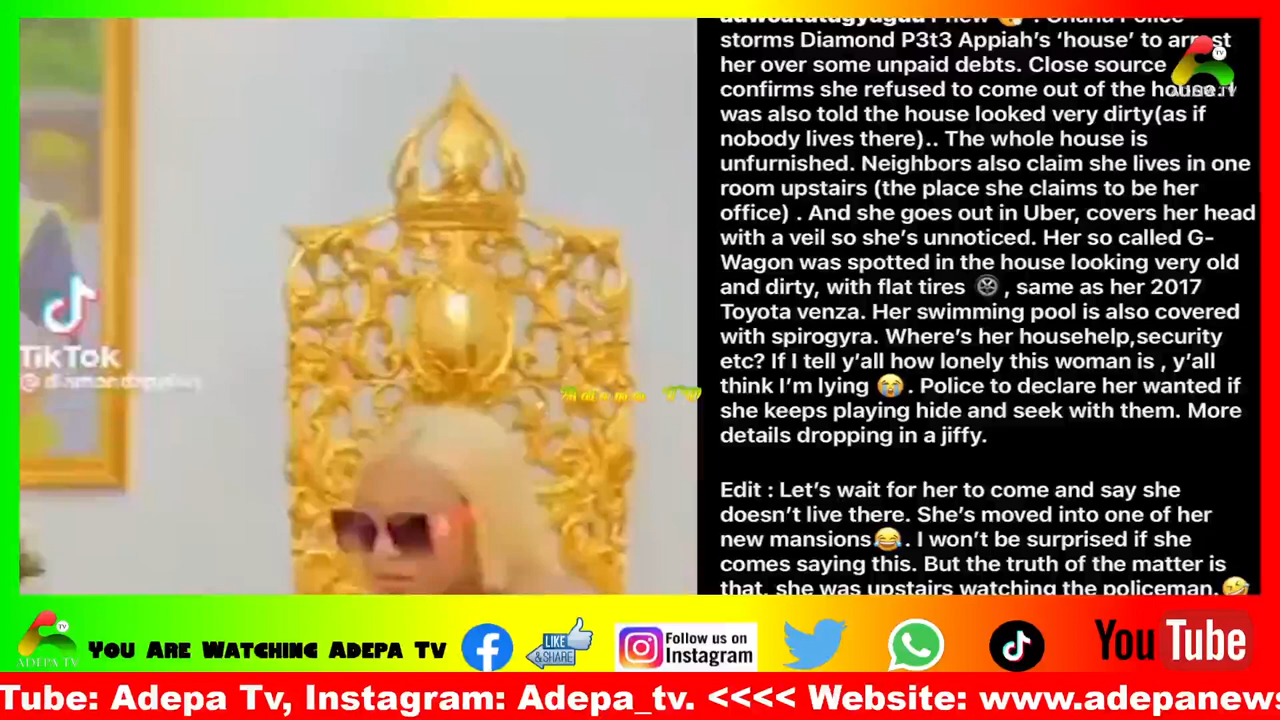 storms Diamond P3t3 Appiah's 'house' to arrest
her over some unpaid debts. Close source
confirms she refused to come out of the house. I
was also told the house looked very dirty(as if
nobody lives there).. The whole house is
unfurnished. Neighbors also claim she lives in one
room upstairs (the place she claims to be her
office) . And she goes out in Uber, covers her head
with a veil so she's unnoticed. Her so called G-
Wagon was spotted in the house looking very old
and dirty, with flat tires , same as her 2017
Toyota venza. Her swimming pool is also covered
with spirogyra. Where's her househelp,security
etc? If I tell y'all how lonely this woman is , y'all
think I'm lying 😭. Police to declare her wanted if
she keeps playing hide and seek with them. More
details dropping in a jiffy.
Edit : Let's wait for her to come and say she
doesn't live there. She's moved into one of her
new mansions😂. I won't be surprised if she
comes saying this. But the truth of the matter is
that, she was upstairs watching the policeman.🤣
TV
ADEPA TV
TikTok
TV
ADEPA TV
You Are Watching Adepa Tv
LIKE
& SHARE
Follow us on
Instagram
YouTube
Tube: Adepa Tv, Instagram: Adepa_tv. <<<< Website: www.adepanews